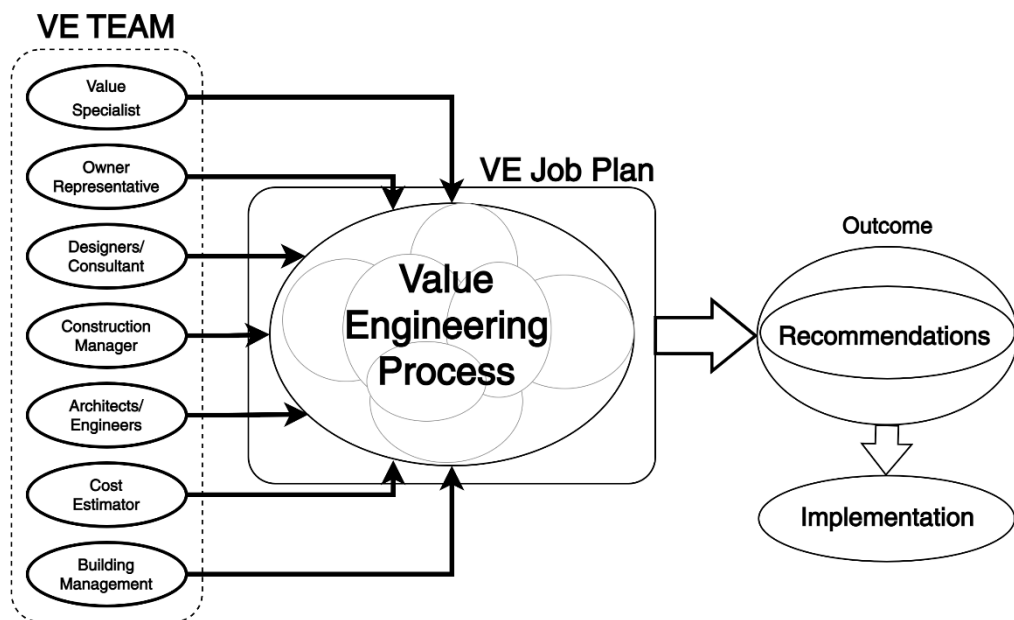 VE TEAM
Value
Specialist
Owner
Representative
Designers/
Consultant
Construction
Manager
Architects/
Engineers
Cost
Estimator
Building
Management
VE Job Plan
Value
Engineering
Process
Outcome
Recommendations
Implementation